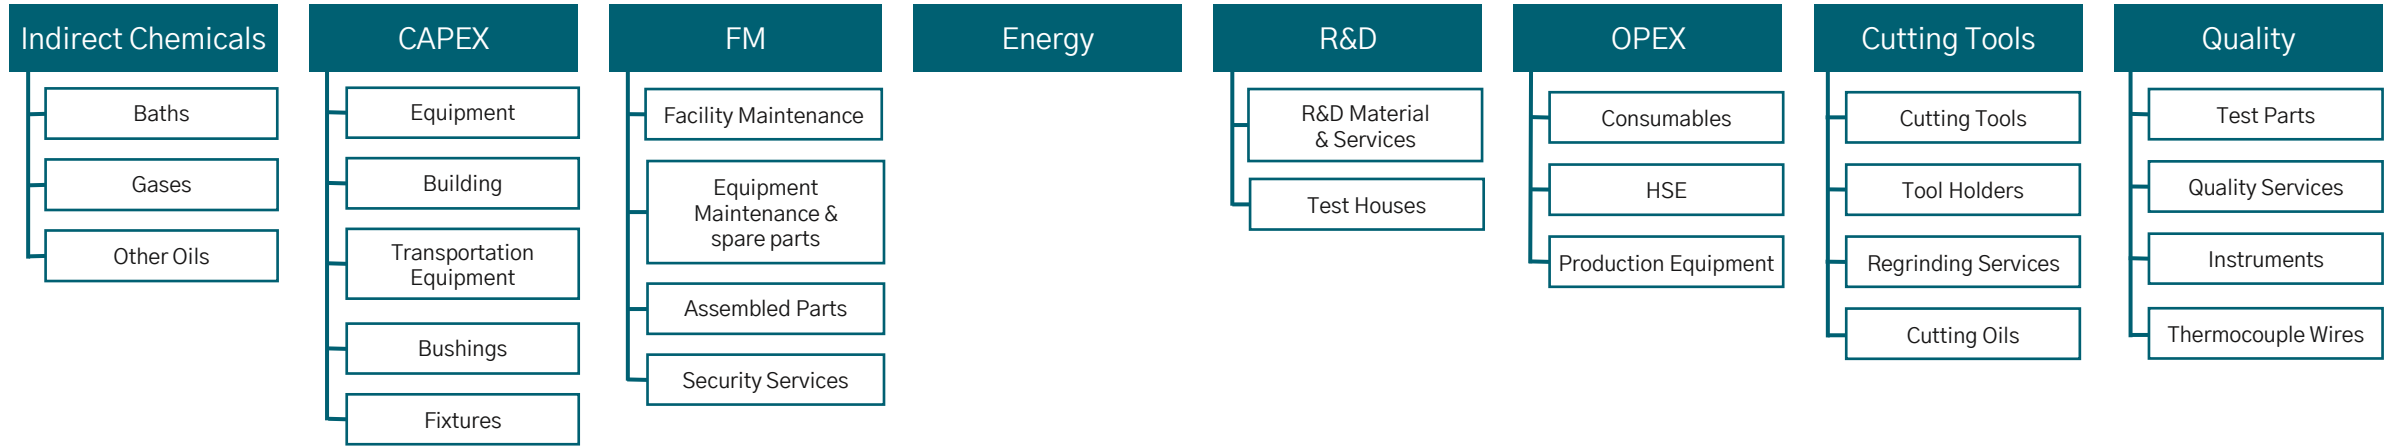 Indirect Chemicals
Baths
Gases
Other Oils
CAPEX
Equipment
Building
Transportation
Equipment
Bushings
Fixtures
FM
Facility Maintenance
Equipment
Maintenance &
spare parts
Assembled Parts
Security Services
Energy
R&D
R&D Material
& Services
Test Houses
OPEX
Consumables
HSE
Production Equipment
Cutting Tools
Cutting Tools
Tool Holders
Regrinding Services
Cutting Oils
Quality
Test Parts
Quality Services
Instruments
Thermocouple Wires